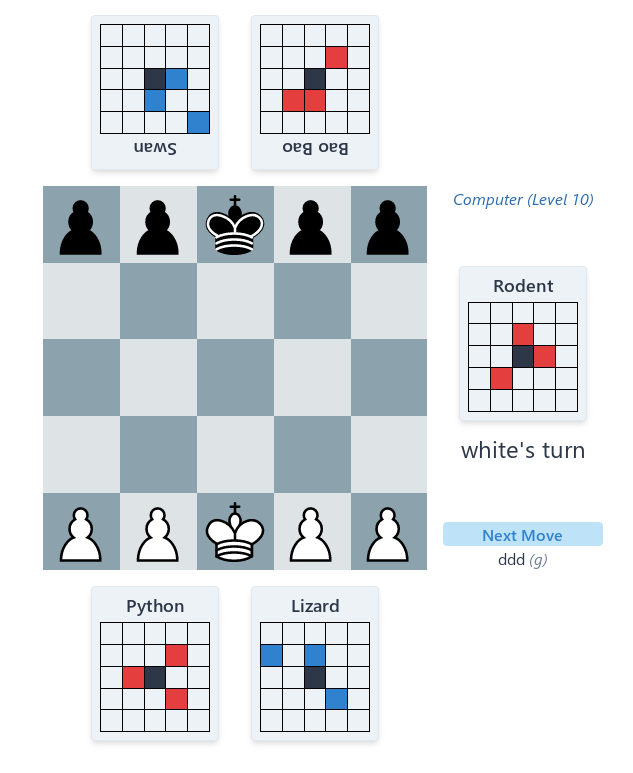 Swan
Bao Bao
Computer (Level 10)
Rodent
white's turn
Next Move
ddd (g)
Python
Lizard